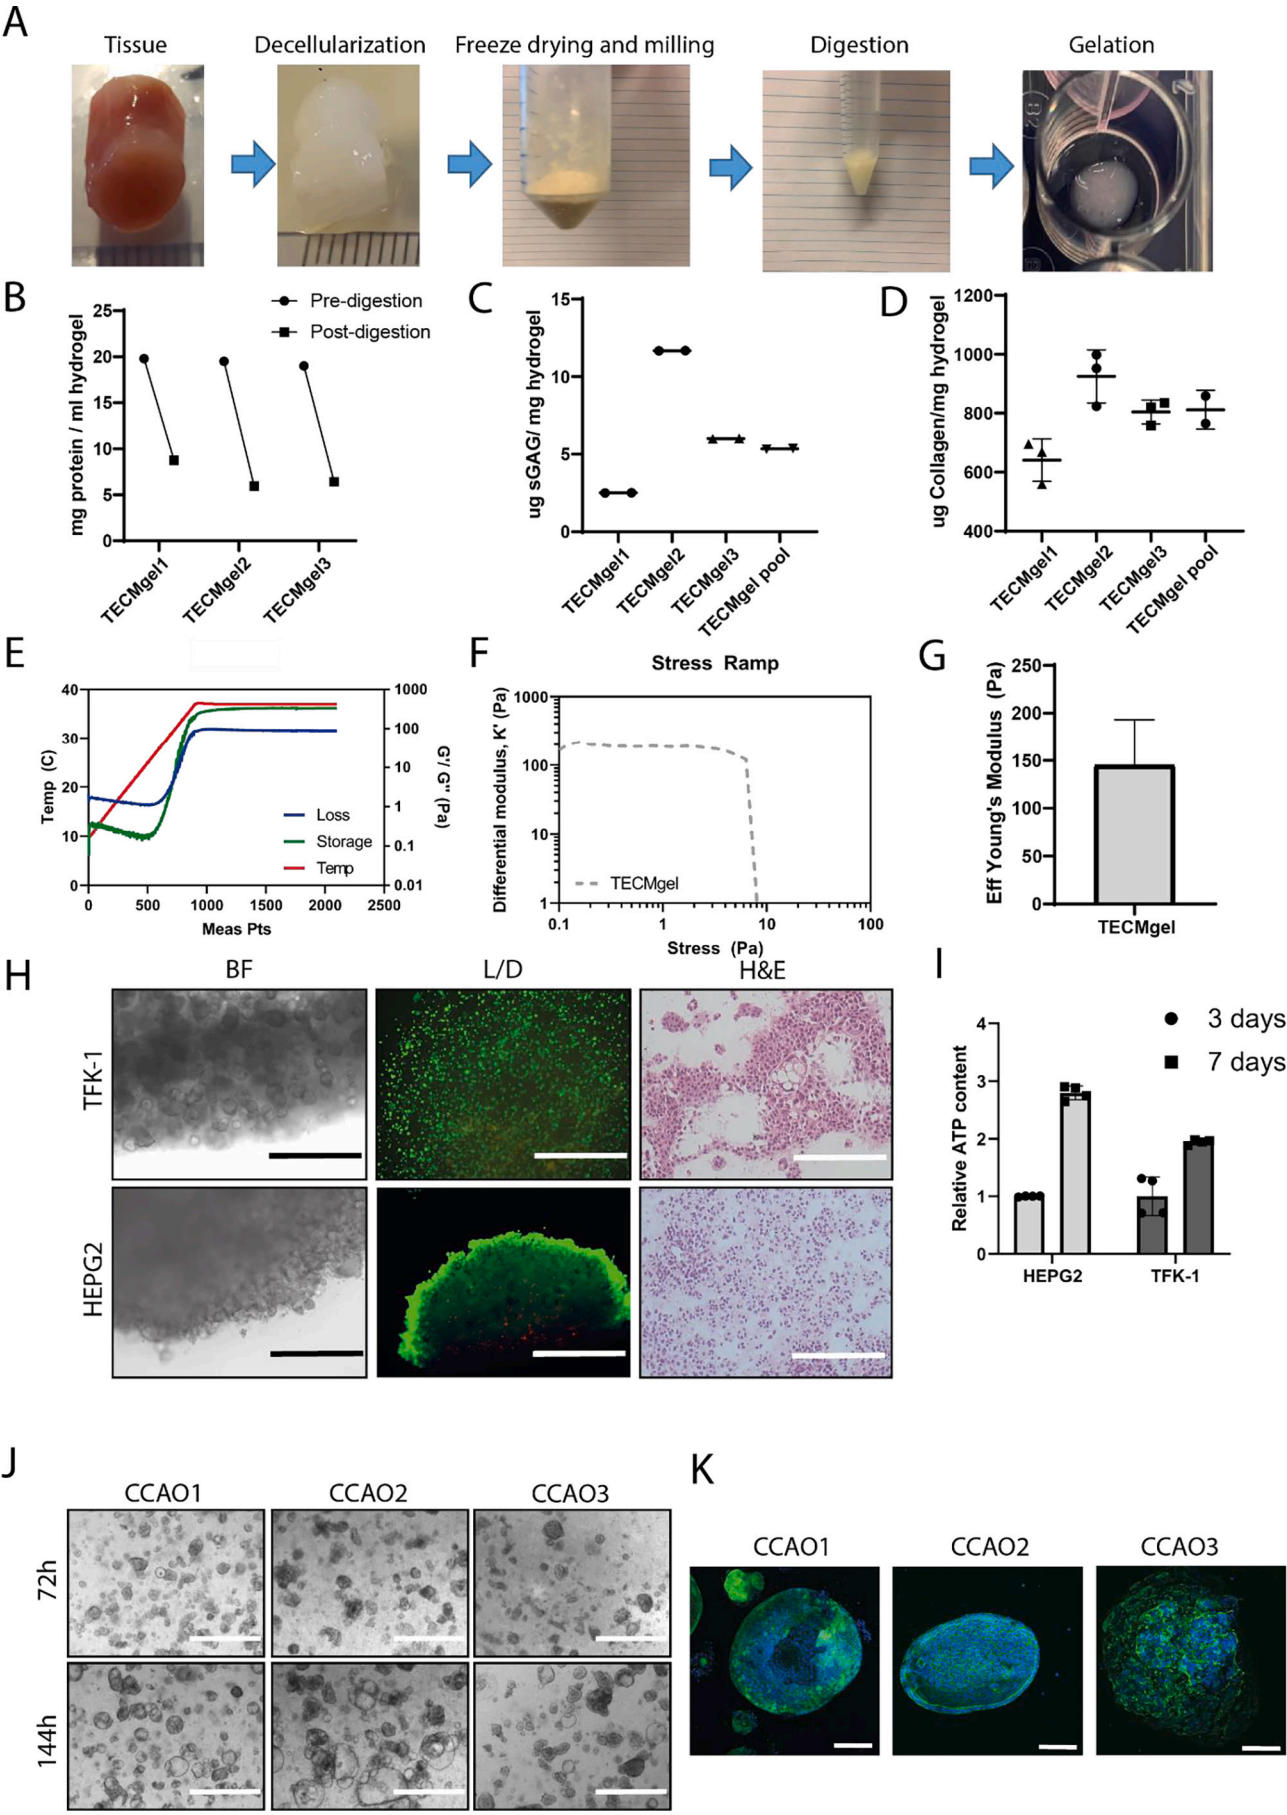 A
Tissue
Decellularization
Freeze drying and milling
Digestion
Gelation
B
Pre-digestion
Post-digestion
mg protein / ml hydrogel
25
20
15
10
5
0
TECMgel1
TECMgel2
TECMgel3
C
ug sGAG/ mg hydrogel
15
10
5
0
TECMgel1
TECMgel2
TECMgel3
TECMgel pool
D
ug Collagen/mg hydrogel
1200
1000
800
600
400
TECMgel1
TECMgel2
TECMgel3
TECMgel pool
E
Temp (C)
40
30
20
10
0
0
500
1000
1500
2000
2500
Meas Pts
1000
100
10
1
0.1
0.01
G'/ G'' (Pa)
Loss
Storage
Temp
F
Stress Ramp
Differential modulus, K' (Pa)
1000
100
10
1
TECMgel
0.1
1
10
100
Stress (Pa)
G
Eff Young's Modulus (Pa)
250
200
150
100
50
0
TECMgel
H
BF
L/D
H&E
TFK-1
HEPG2
I
3 days
7 days
Relative ATP content
4
3
2
1
0
HEPG2
TFK-1
J
CCAO1
CCAO2
CCAO3
72h
144h
K
CCAO1
CCAO2
CCAO3